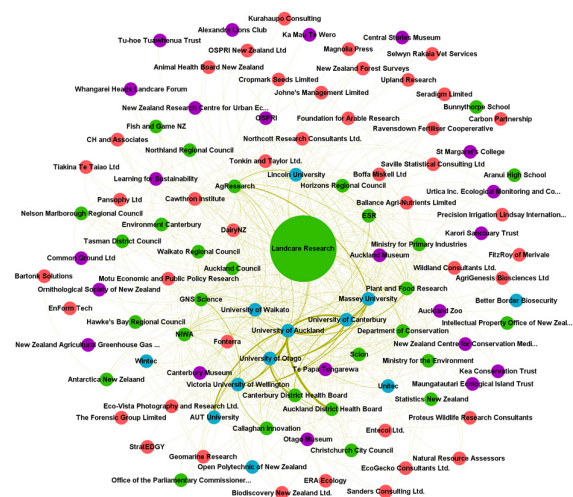 Kurahaupo Consulting
Alexandra Lions Club
Ka Mau Te Wero
Central Stories Museum
Tu-hoe Tuawhenua Trust
Magnolia Press
OSPRI New Zealand Ltd
Selwyn Rakaia Vet Services
Animal Health Board New Zealand
New Zealand Forest Surveys
Upland Research
Whangarei Heads Landcare Forum
Cropmark Seeds Limited
Johne's Management Limited
Seradigm Limited
New Zealand Research Centre for Urban Ec...
Bunnythorpe School
OSPRI
Foundation for Arable Research
Carbon Partnership
Fish and Game NZ
Ravensdown Fertiliser Coopererative
Northland Regional Council
Northcott Research Consultants Ltd.
CH and Associates
Tonkin and Taylor Ltd.
Saville Statistical Consulting Ltd
St Margaret's College
Tiakina Te Taiao Ltd
Lincoln University
Boffa Miskell Ltd
Aranui High School
Learning for Sustainability
AgResearch
Horizons Regional Council
Urtica Inc. Ecological Monitoring and Co...
Pansophy Ltd
Cawthron Institute
Ballance Agri-Nutrients Limited
Precision Irrigation Lindsay Internation...
Nelson Marlborough Regional Council
ESR
Environment Canterbury
DairyNZ
Karori Sanctuary Trust
Tasman District Council
Landcare Research
Ministry for Primary Industries
Common Ground Ltd
Waikato Regional Council
Auckland Museum
FitzRoy of Merivale
Auckland Council
Wildland Consultants Ltd.
Bartonk Solutions
Motu Economic and Public Policy Research
AgriGenesis Biosciences Ltd
Ornithological Society of New Zealand
Plant and Food Research
EnForm Tech
GNS Science
Massey University
Better Border Biosecurity
University of Waikato
Auckland Zoo
Hawke's Bay Regional Council
University of Canterbury
Intellectual Property Office of New Zeal...
NIWA
University of Auckland
Department of Conservation
New Zealand Agricultural Greenhouse Gas ...
Fonterra
New Zealand Centre for Conservation Medi...
Wintec
University of Otago
Scion
Ministry for the Environment
Canterbury Museum
Te Papa Tongarewa
Kea Conservation Trust
Antarctica New Zelaand
Victoria University of Wellington
Unitec
Maungatautari Ecological Island Trust
Canterbury District Health Board
Statistics New Zealand
Eco-Vista Photography and Research Ltd.
Auckland District Health Board
The Forensic Group Limited
AUT University
Proteus Wildlife Research Consultants
Callaghan Innovation
Entecol Ltd.
StratEDGY
Otago Museum
Christchurch City Council
Geomarine Research
Natural Resource Assessors
Open Polytechnic of New Zealand
EcoGecko Consultants Ltd.
Office of the Parliamentary Commissioner...
ERA Ecology
Biodiscovery New Zealand Ltd.
Sanders Consulting Ltd.